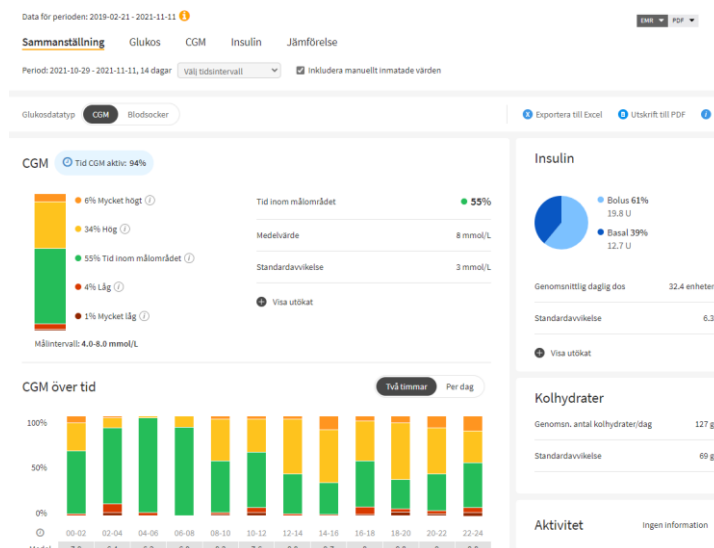 Data för perioden: 2019-02-21 - 2021-11-11
EMR PDF
Sammanställning Glukos CGM Insulin Jämförelse
Period: 2021-10-29 - 2021-11-11, 14 dagar Välj tidsintervall Inkludera manuellt inmatade värden
Glukosdatatyp CGM Blodsocker
Exportera till Excel Utskrift till PDF
CGM Tid CGM aktiv: 94%
6% Mycket högt
34% Hög
55% Tid inom målområdet
4% Låg
1% Mycket låg
Målintervall: 4.0-8.0 mmol/L
Tid inom målområdet 55%
Medelvärde 8 mmol/L
Standardavvikelse 3 mmol/L
Visa utökat
CGM över tid Två timmar Per dag
100%
50%
0%
00-02 02-04 04-06 06-08 08-10 10-12 12-14 14-16 16-18 18-20 20-22 22-24
Insulin
Bolus 61%
19.8 U
Basal 39%
12.7 U
Genomsnittlig daglig dos 32.4 enheter
Standardavvikelse 6.3
Visa utökat
Kolhydrater
Genomsn. antal kolhydrater/dag 127 g
Standardavvikelse 69 g
Aktivitet Ingen information